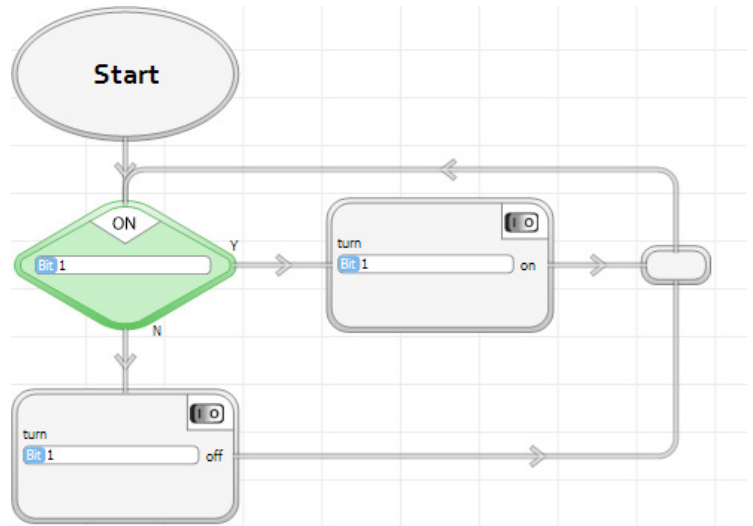 Start
ON
Y
Bit 1
N
turn
I O
Bit 1 on
turn
I O
Bit 1 off